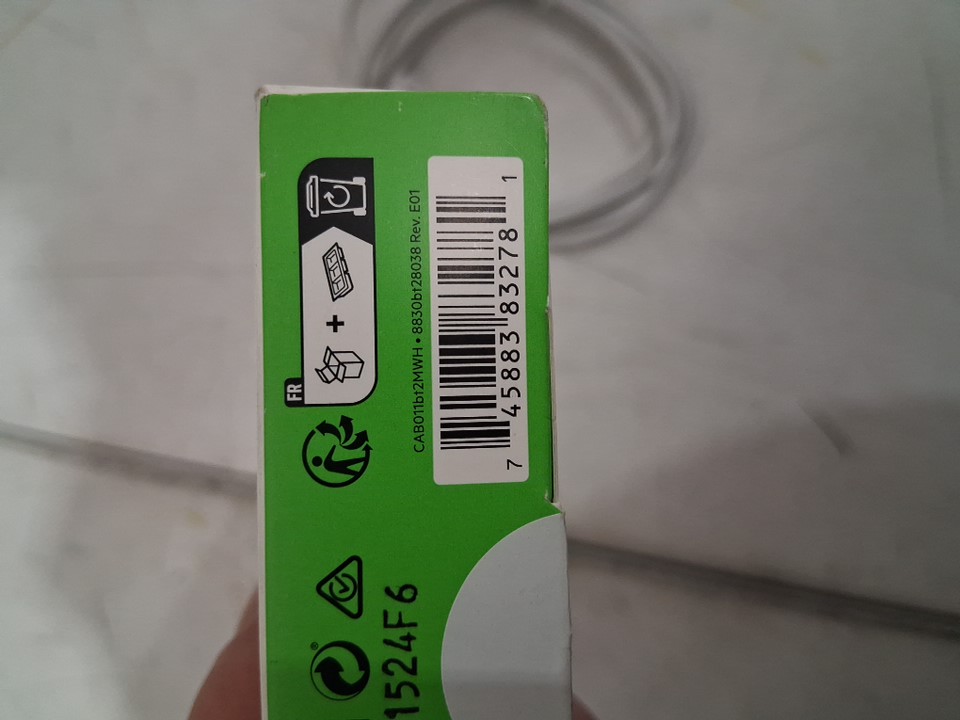 FR
CAB011bt2MWH • 8830bt28038 Rev. E01
7 45883 83278 1
1524F6